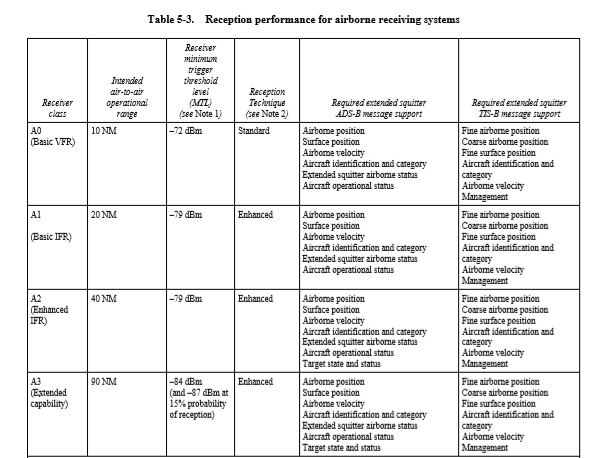 Table 5-3. Reception performance for airborne receiving systems
Receiver
class
Intended
air-to-air
operational
range
Receiver
minimum
trigger
threshold
level
(MTL)
(see Note 1)
Reception
Technique
(see Note 2)
Required extended squitter
ADS-B message support
Required extended squitter
TIS-B message support
A0
(Basic VFR)
10 NM
–72 dBm
Standard
Airborne position
Surface position
Airborne velocity
Aircraft identification and category
Extended squitter airborne status
Aircraft operational status
Fine airborne position
Coarse airborne position
Fine surface position
Aircraft identification and
category
Airborne velocity
Management
A1
(Basic IFR)
20 NM
–79 dBm
Enhanced
Airborne position
Surface position
Airborne velocity
Aircraft identification and category
Extended squitter airborne status
Aircraft operational status
Fine airborne position
Coarse airborne position
Fine surface position
Aircraft identification and
category
Airborne velocity
Management
A2
(Enhanced
IFR)
40 NM
–79 dBm
Enhanced
Airborne position
Surface position
Airborne velocity
Aircraft identification and category
Extended squitter airborne status
Aircraft operational status
Target state and status
Fine airborne position
Coarse airborne position
Fine surface position
Aircraft identification and
category
Airborne velocity
Management
A3
(Extended
capability)
90 NM
–84 dBm
(and –87 dBm at
15% probability
of reception)
Enhanced
Airborne position
Surface position
Airborne velocity
Aircraft identification and category
Extended squitter airborne status
Aircraft operational status
Target state and status
Fine airborne position
Coarse airborne position
Fine surface position
Aircraft identification and
category
Airborne velocity
Management